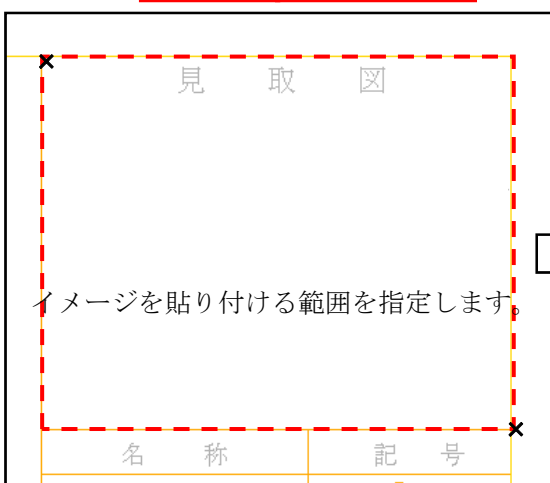 見 取 図
イメージを貼り付ける範囲を指定します。
名 称 記 号